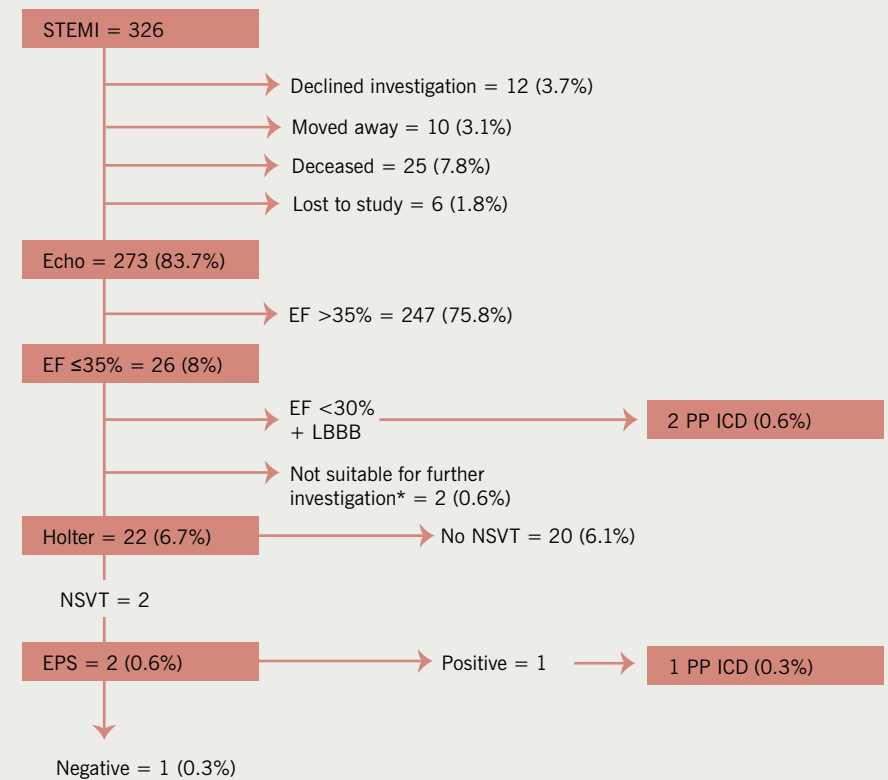 STEMI = 326
Declined investigation = 12 (3.7%)
Moved away = 10 (3.1%)
Deceased = 25 (7.8%)
Lost to study = 6 (1.8%)
Echo = 273 (83.7%)
EF >35% = 247 (75.8%)
EF ≤35% = 26 (8%)
EF <30%
+ LBBB
2 PP ICD (0.6%)
Not suitable for further
investigation* = 2 (0.6%)
Holter = 22 (6.7%)
No NSVT = 20 (6.1%)
NSVT = 2
EPS = 2 (0.6%)
Positive = 1
1 PP ICD (0.3%)
Negative = 1 (0.3%)